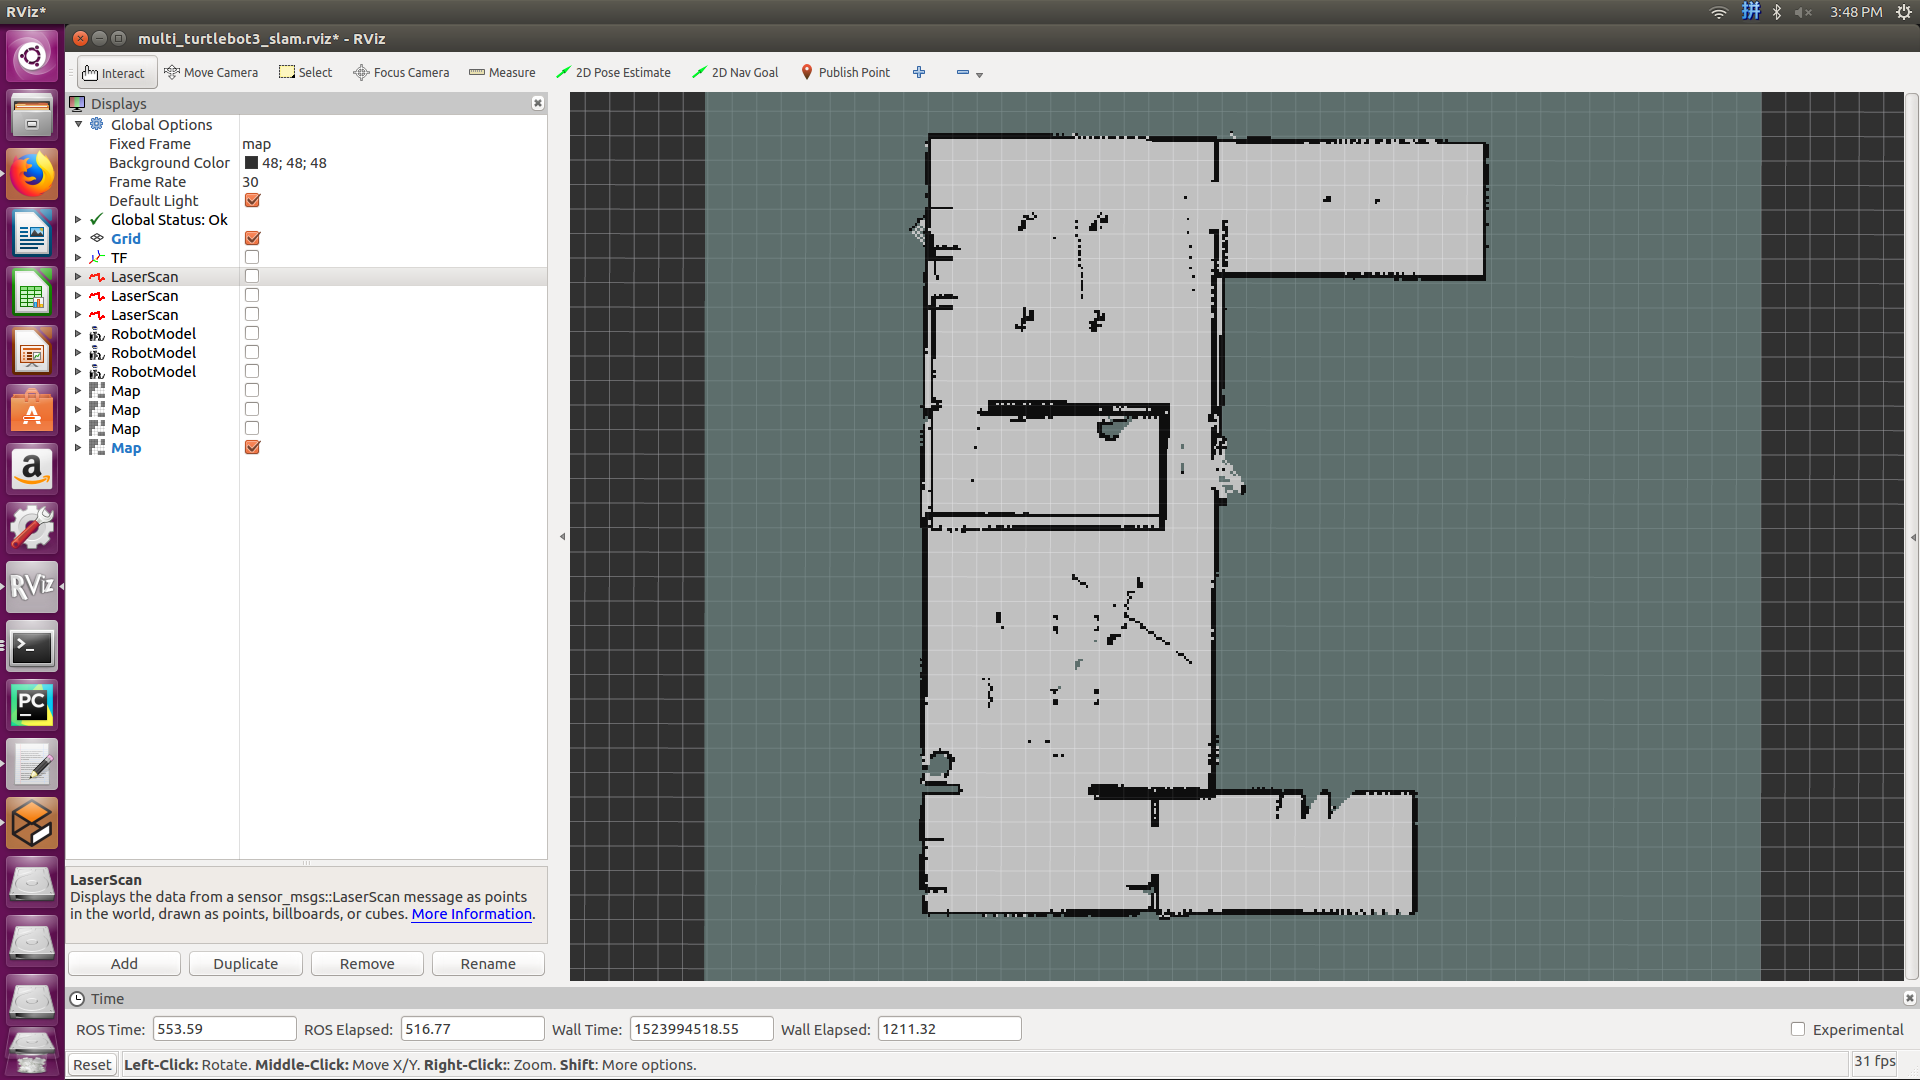 RViz*
拼
3:48 PM
multi_turtlebot3_slam.rviz* - RViz
Interact
Move Camera
Select
Focus Camera
Measure
2D Pose Estimate
2D Nav Goal
Publish Point
Displays
Global Options
Fixed Frame map
Background Color 48; 48; 48
Frame Rate 30
Default Light
Global Status: Ok
Grid
TF
LaserScan
LaserScan
LaserScan
RobotModel
RobotModel
RobotModel
Map
Map
Map
Map
RViz
PC
a
A
LaserScan
Displays the data from a sensor_msgs::LaserScan message as points
in the world, drawn as points, billboards, or cubes. More Information.
Add Duplicate Remove Rename
Time
ROS Time: 553.59 ROS Elapsed: 516.77 Wall Time: 1523994518.55 Wall Elapsed: 1211.32 Experimental
Reset Left-Click: Rotate. Middle-Click: Move X/Y. Right-Click:: Zoom. Shift: More options. 31 fps